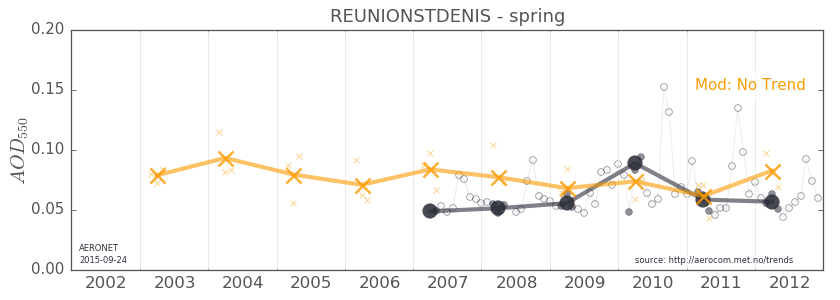 REUNIONSTDENIS - spring
0.20
0.15
0.10
0.05
0.00
AOD550
Mod: No Trend
AERONET
2015-09-24
source: http://aerocom.met.no/trends
2002 2003 2004 2005 2006 2007 2008 2009 2010 2011 2012